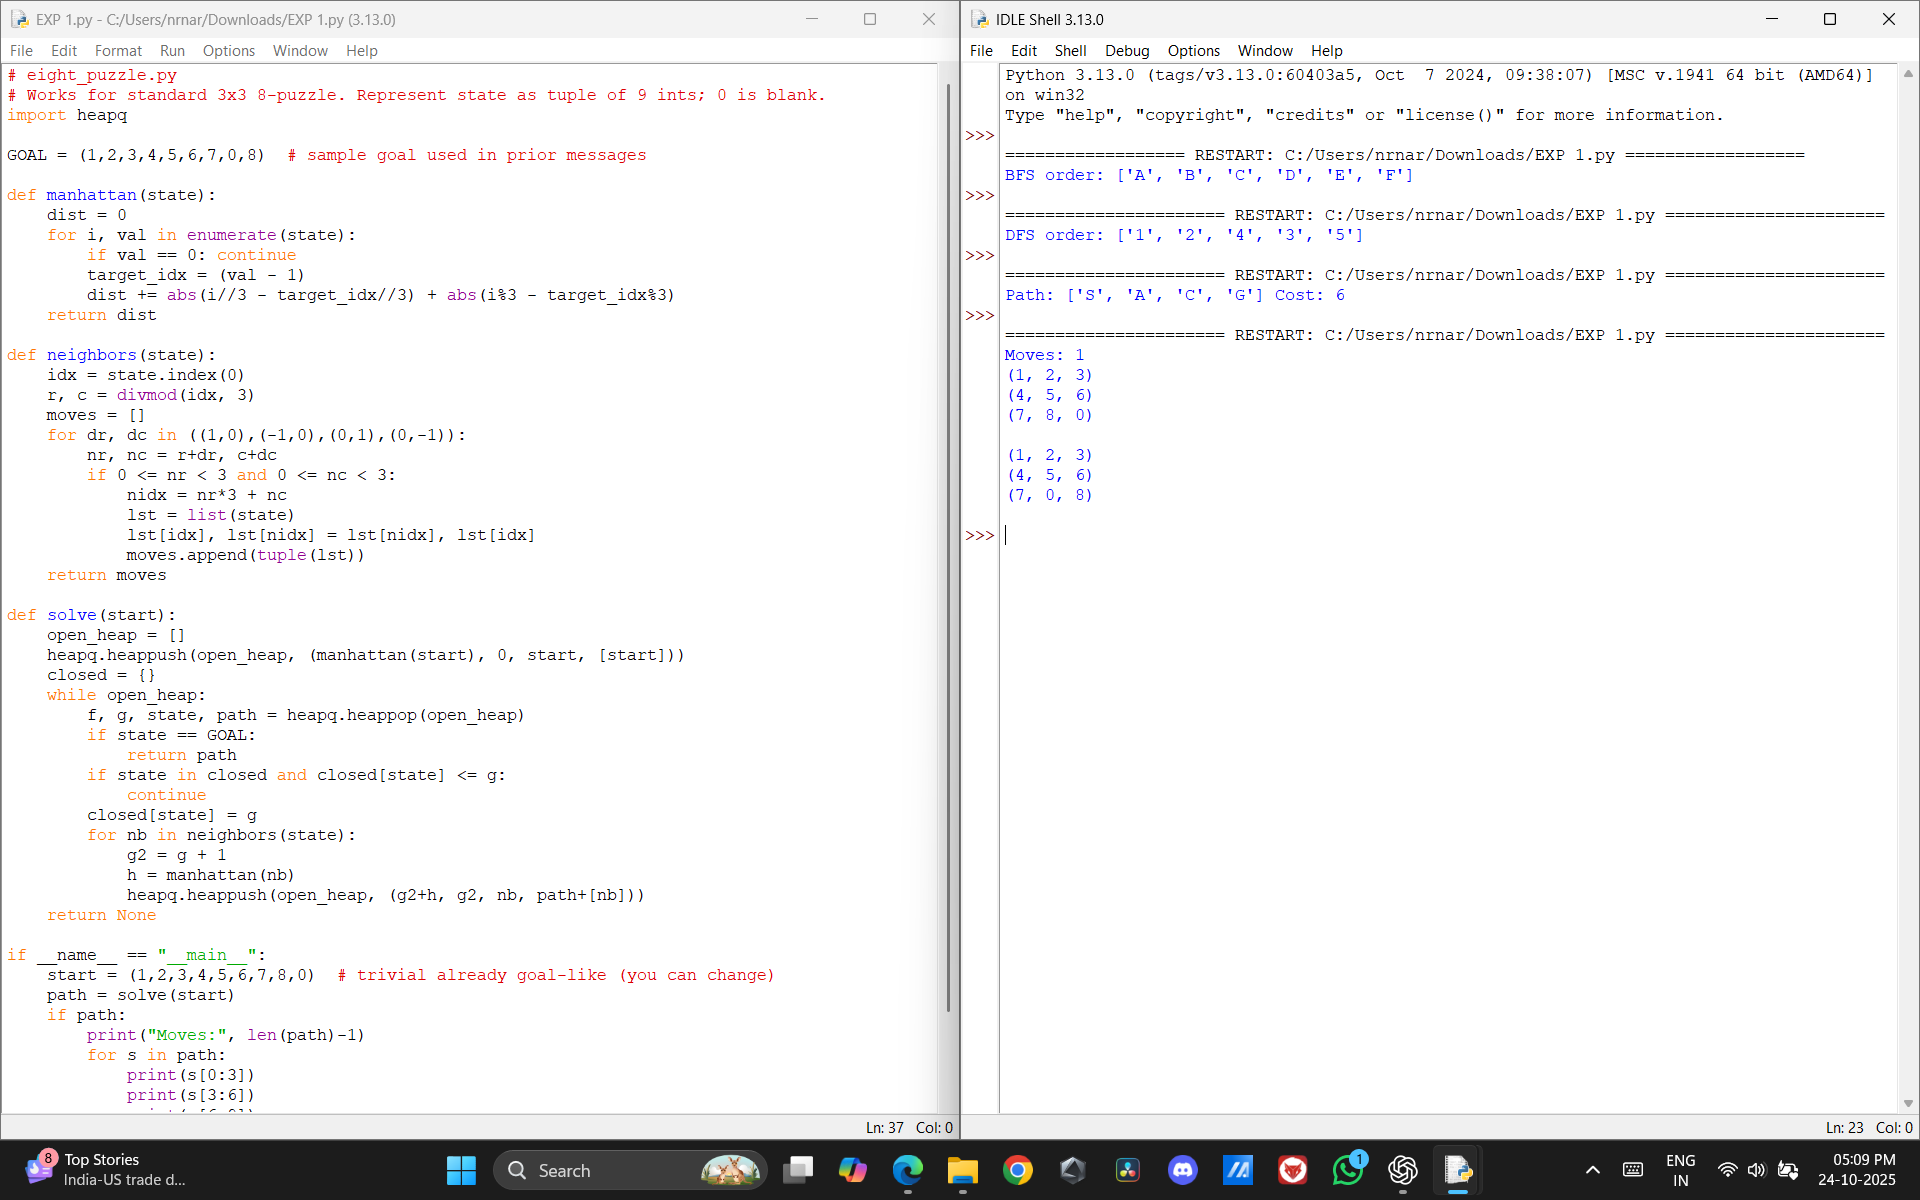 EXP 1.py - C:/Users/nrnar/Downloads/EXP 1.py (3.13.0)
File Edit Format Run Options Window Help
# eight_puzzle.py
# Works for standard 3x3 8-puzzle. Represent state as tuple of 9 ints; 0 is blank.
import heapq
GOAL = (1,2,3,4,5,6,7,0,8)  # sample goal used in prior messages
def manhattan(state):
    dist = 0
    for i, val in enumerate(state):
        if val == 0: continue
        target_idx = (val - 1)
        dist += abs(i//3 - target_idx//3) + abs(i%3 - target_idx%3)
    return dist
def neighbors(state):
    idx = state.index(0)
    r, c = divmod(idx, 3)
    moves = []
    for dr, dc in ((1,0),(-1,0),(0,1),(0,-1)):
        nr, nc = r+dr, c+dc
        if 0 <= nr < 3 and 0 <= nc < 3:
            nidx = nr*3 + nc
            lst = list(state)
            lst[idx], lst[nidx] = lst[nidx], lst[idx]
            moves.append(tuple(lst))
    return moves
def solve(start):
    open_heap = []
    heapq.heappush(open_heap, (manhattan(start), 0, start, [start]))
    closed = {}
    while open_heap:
        f, g, state, path = heapq.heappop(open_heap)
        if state == GOAL:
            return path
        if state in closed and closed[state] <= g:
            continue
        closed[state] = g
        for nb in neighbors(state):
            g2 = g + 1
            h = manhattan(nb)
            heapq.heappush(open_heap, (g2+h, g2, nb, path+[nb]))
    return None
if __name__ == "__main__":
    start = (1,2,3,4,5,6,7,8,0)  # trivial already goal-like (you can change)
    path = solve(start)
    if path:
        print("Moves:", len(path)-1)
        for s in path:
            print(s[0:3])
            print(s[3:6])
Ln: 37 Col: 0
IDLE Shell 3.13.0
File Edit Shell Debug Options Window Help
Python 3.13.0 (tags/v3.13.0:60403a5, Oct  7 2024, 09:38:07) [MSC v.1941 64 bit (AMD64)]
on win32
Type "help", "copyright", "credits" or "license()" for more information.
>>>
================== RESTART: C:/Users/nrnar/Downloads/EXP 1.py ==================
BFS order: ['A', 'B', 'C', 'D', 'E', 'F']
>>>
====================== RESTART: C:/Users/nrnar/Downloads/EXP 1.py ======================
DFS order: ['1', '2', '4', '3', '5']
>>>
====================== RESTART: C:/Users/nrnar/Downloads/EXP 1.py ======================
Path: ['S', 'A', 'C', 'G'] Cost: 6
>>>
====================== RESTART: C:/Users/nrnar/Downloads/EXP 1.py ======================
Moves: 1
(1, 2, 3)
(4, 5, 6)
(7, 8, 0)
(1, 2, 3)
(4, 5, 6)
(7, 0, 8)
>>>
Ln: 23 Col: 0
8
Top Stories
India-US trade d...
Search
1
ENG
IN
05:09 PM
24-10-2025